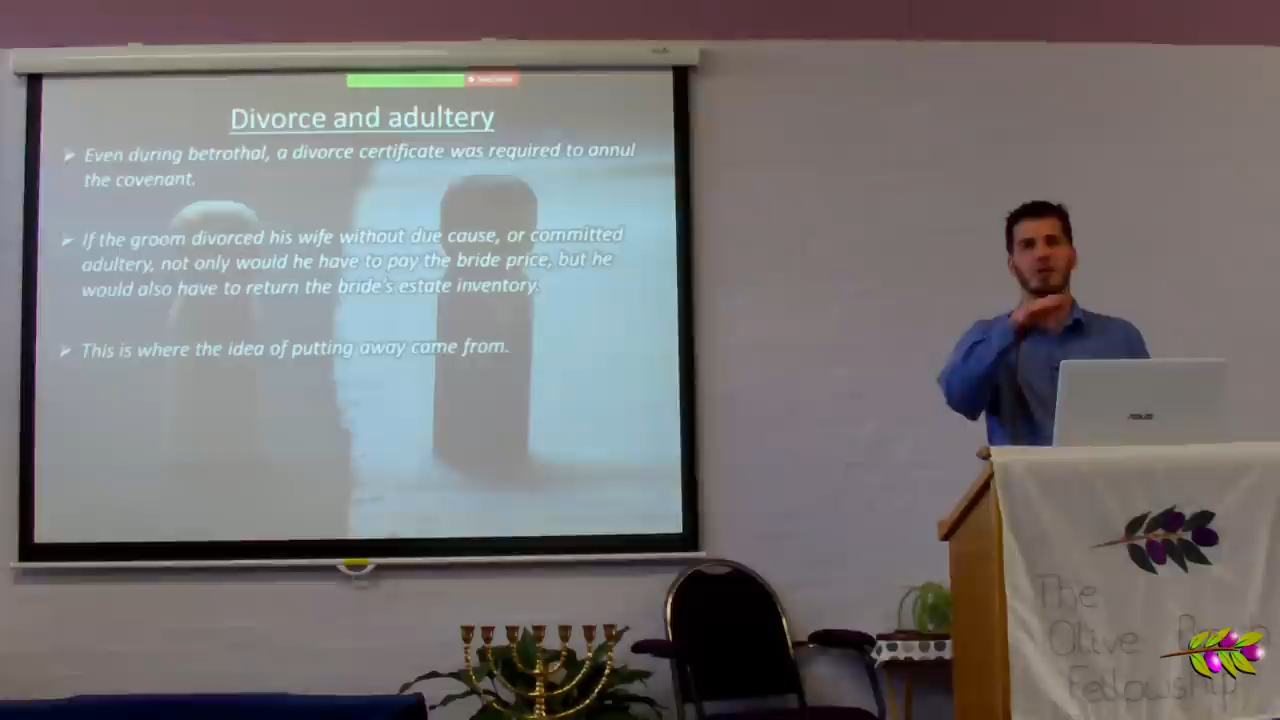 Divorce and adultery
➢ Even during betrothal, a divorce certificate was required to annul
the covenant.
➢ If the groom divorced his wife without due cause, or committed
adultery, not only would he have to pay the bride price, but he
would also have to return the bride's estate inventory.
➢ This is where the idea of putting away came from.
ASUS
The
Olive
Fellowship